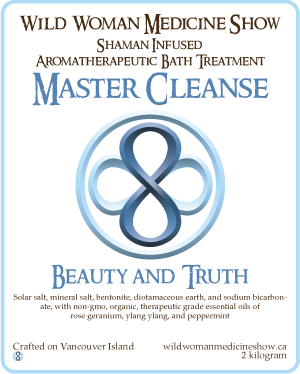 Wild Woman Medicine Show
Shaman Infused
Aromatherapeutic Bath Treatment
Master Cleanse
Beauty and Truth
Solar salt, mineral salt, bentonite, diotamaceous earth, and sodium bicarbon-
ate, with non-gmo, organic, therapeutic grade essential oils of
rose geranium, ylang ylang, and peppermint
Crafted on Vancouver Island
wildwomanmedicineshow.ca
2 kilogram